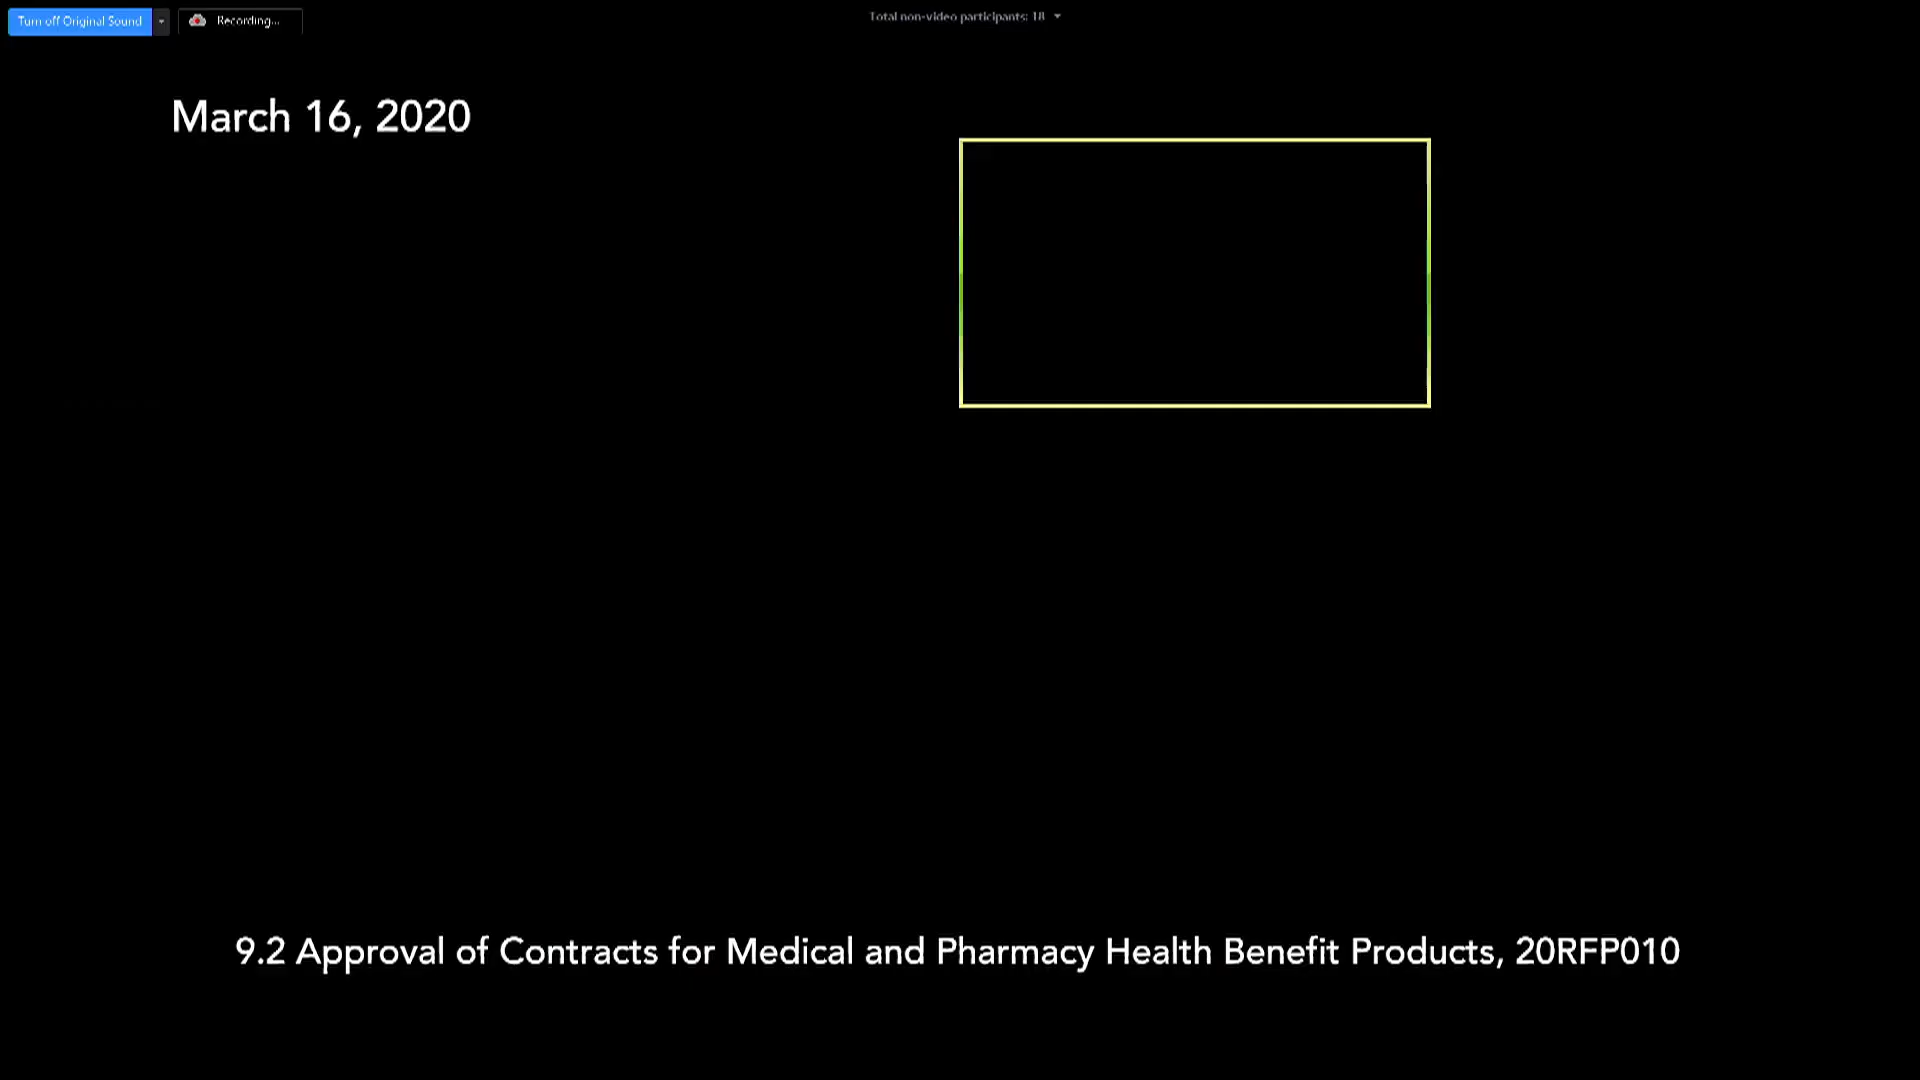 Turn off Original Sound
Recording...
Total non-video participants: 18
March 16, 2020
9.2 Approval of Contracts for Medical and Pharmacy Health Benefit Products, 20RFP010